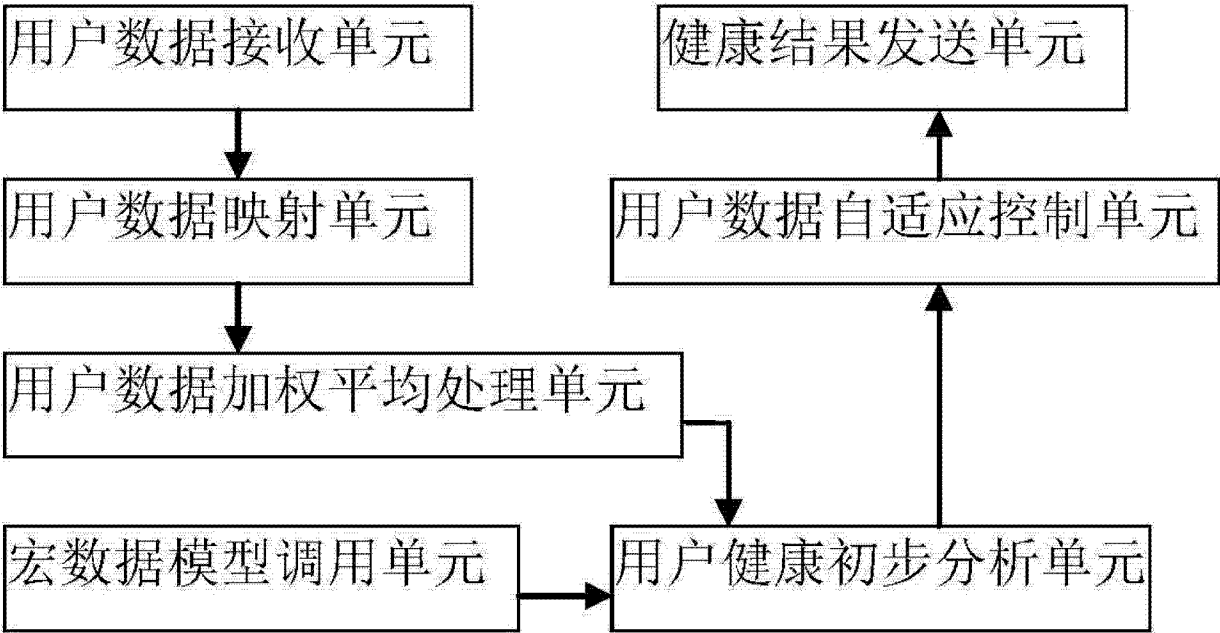 用户数据接收单元
健康结果发送单元
用户数据映射单元
用户数据自适应控制单元
用户数据加权平均处理单元
宏数据模型调用单元
用户健康初步分析单元